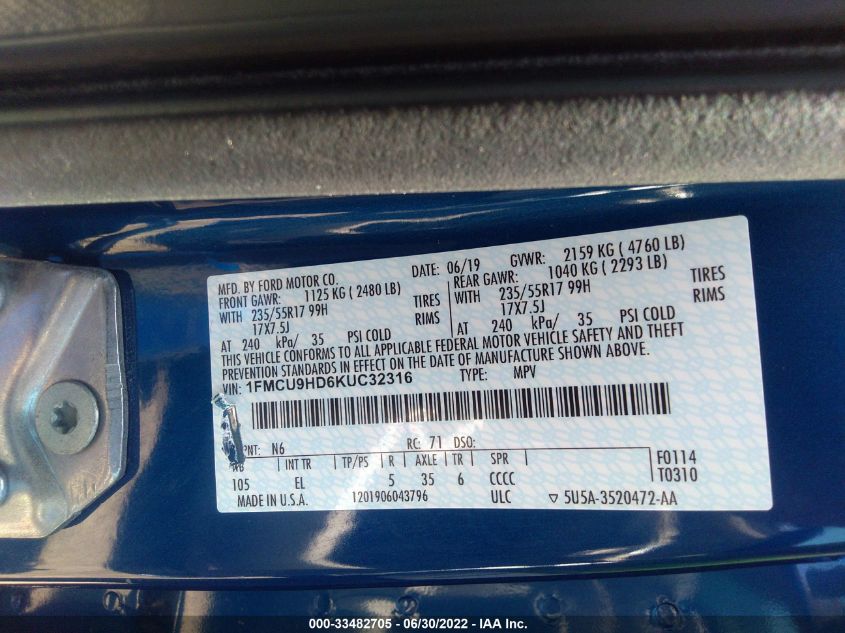 MFD. BY FORD MOTOR CO. DATE: 06/19 GVWR: 2159 KG ( 4760 LB)
FRONT GAWR: 1125 KG ( 2480 LB) REAR GAWR: 1040 KG ( 2293 LB)
WITH 235/55R17 99H TIRES WITH 235/55R17 99H TIRES
17X7.5J RIMS 17X7.5J RIMS
AT 240 kPa/ 35 PSI COLD AT 240 kPa/ 35 PSI COLD
THIS VEHICLE CONFORMS TO ALL APPLICABLE FEDERAL MOTOR VEHICLE SAFETY AND THEFT
PREVENTION STANDARDS IN EFFECT ON THE DATE OF MANUFACTURE SHOWN ABOVE.
VIN: 1FMCU9HD6KUC32316 TYPE: MPV
PNT: N6 RC: 71 DSO:
WB INT TR TP/PS R AXLE TR SPR F0114
105 EL 5 35 6 CCCC T0310
MADE IN U.S.A. 1201906043796 ULC ▽ 5U5A-3520472-AA
000-33482705 - 06/30/2022 - © IAA Inc.